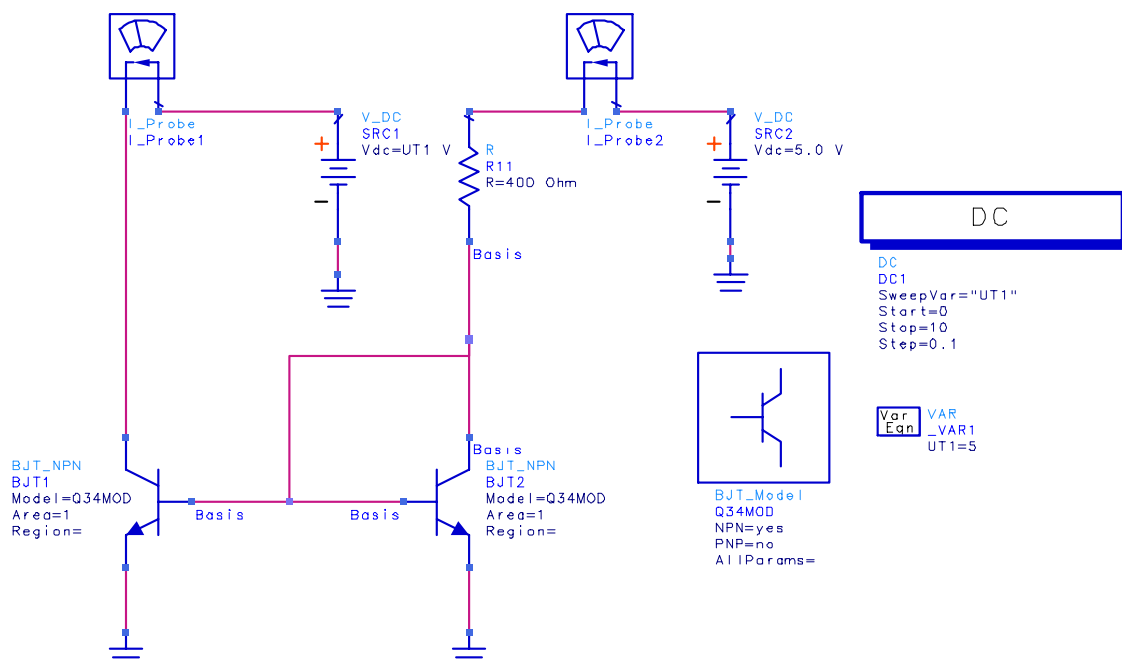 I_Probe
I_Probe1
V_DC
SRC1
Vdc=UT1 V
+
−
R
R11
R=400 Ohm
Basis
I_Probe
I_Probe2
V_DC
SRC2
Vdc=5.0 V
+
−
DC
DC
DC1
SweepVar="UT1"
Start=0
Stop=10
Step=0.1
Var
Eqn
VAR
_VAR1
UT1=5
BJT_NPN
BJT1
Model=Q34MOD
Area=1
Region=
Basis
Basis
Basis
BJT_NPN
BJT2
Model=Q34MOD
Area=1
Region=
BJT_Model
Q34MOD
NPN=yes
PNP=no
AllParams=